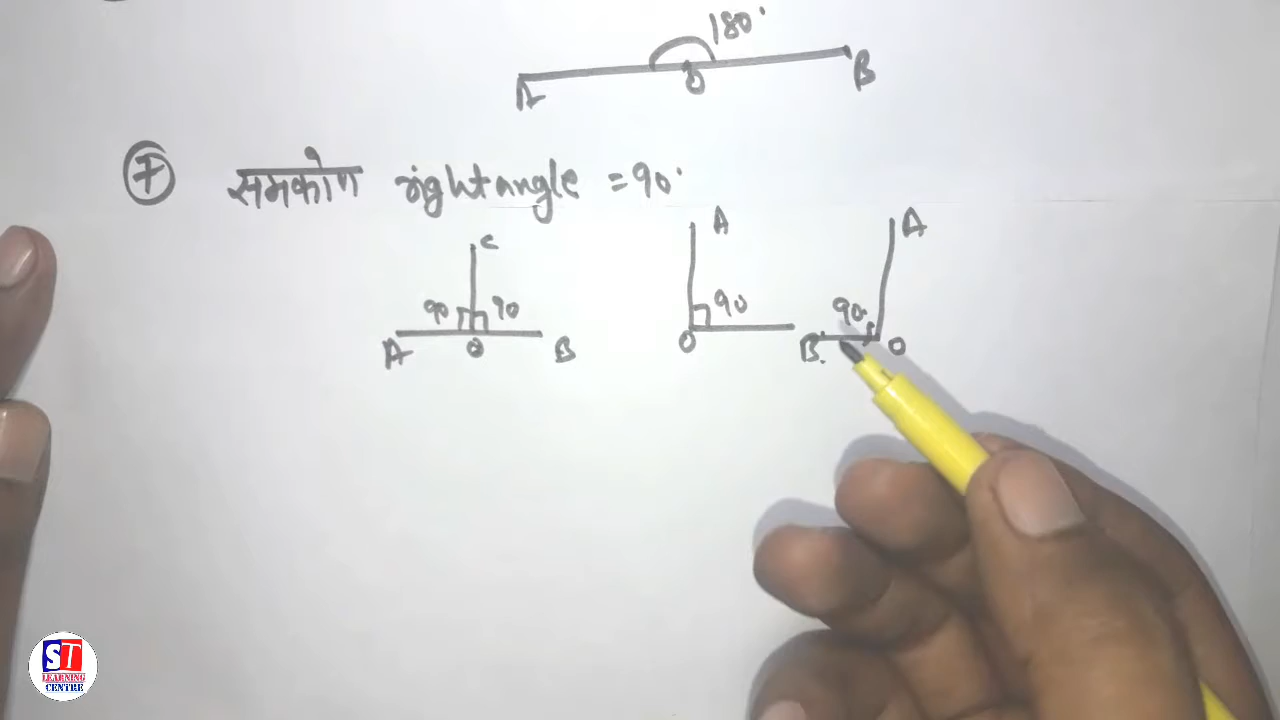 180°
A O B
7 समकोण right angle = 90°
C A A
90 90 90 90°
A O B O B O
ST
LEARNING
CENTRE